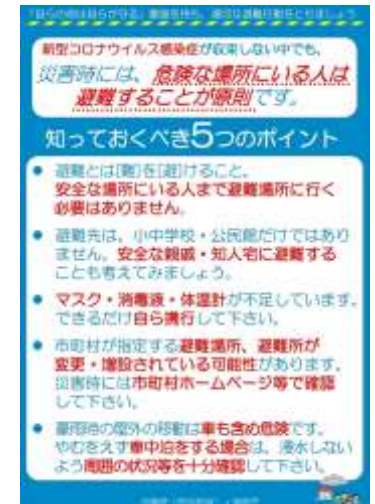 「自らの命は自らが守る」意識を持ち、適切な避難行動をとりましょう
新型コロナウイルス感染症が収束しない中でも、
災害時には、危険な場所にいる人は
避難することが原則です。
知っておくべき5つのポイント
● 避難とは[難]を[避]けること。
安全な場所にいる人まで避難場所に行く
必要はありません。
● 避難先は、小中学校・公民館だけではあり
ません。安全な親戚・知人宅に避難する
ことも考えてみましょう。
● マスク・消毒液・体温計が不足しています。
できるだけ自ら携行して下さい。
● 市町村が指定する避難場所、避難所が
変更・増設されている可能性があります。
災害時には市町村ホームページ等で確認
して下さい。
● 豪雨時の屋外の移動は車も含め危険です。
やむをえず車中泊をする場合は、浸水しない
よう周囲の状況等を十分確認して下さい。